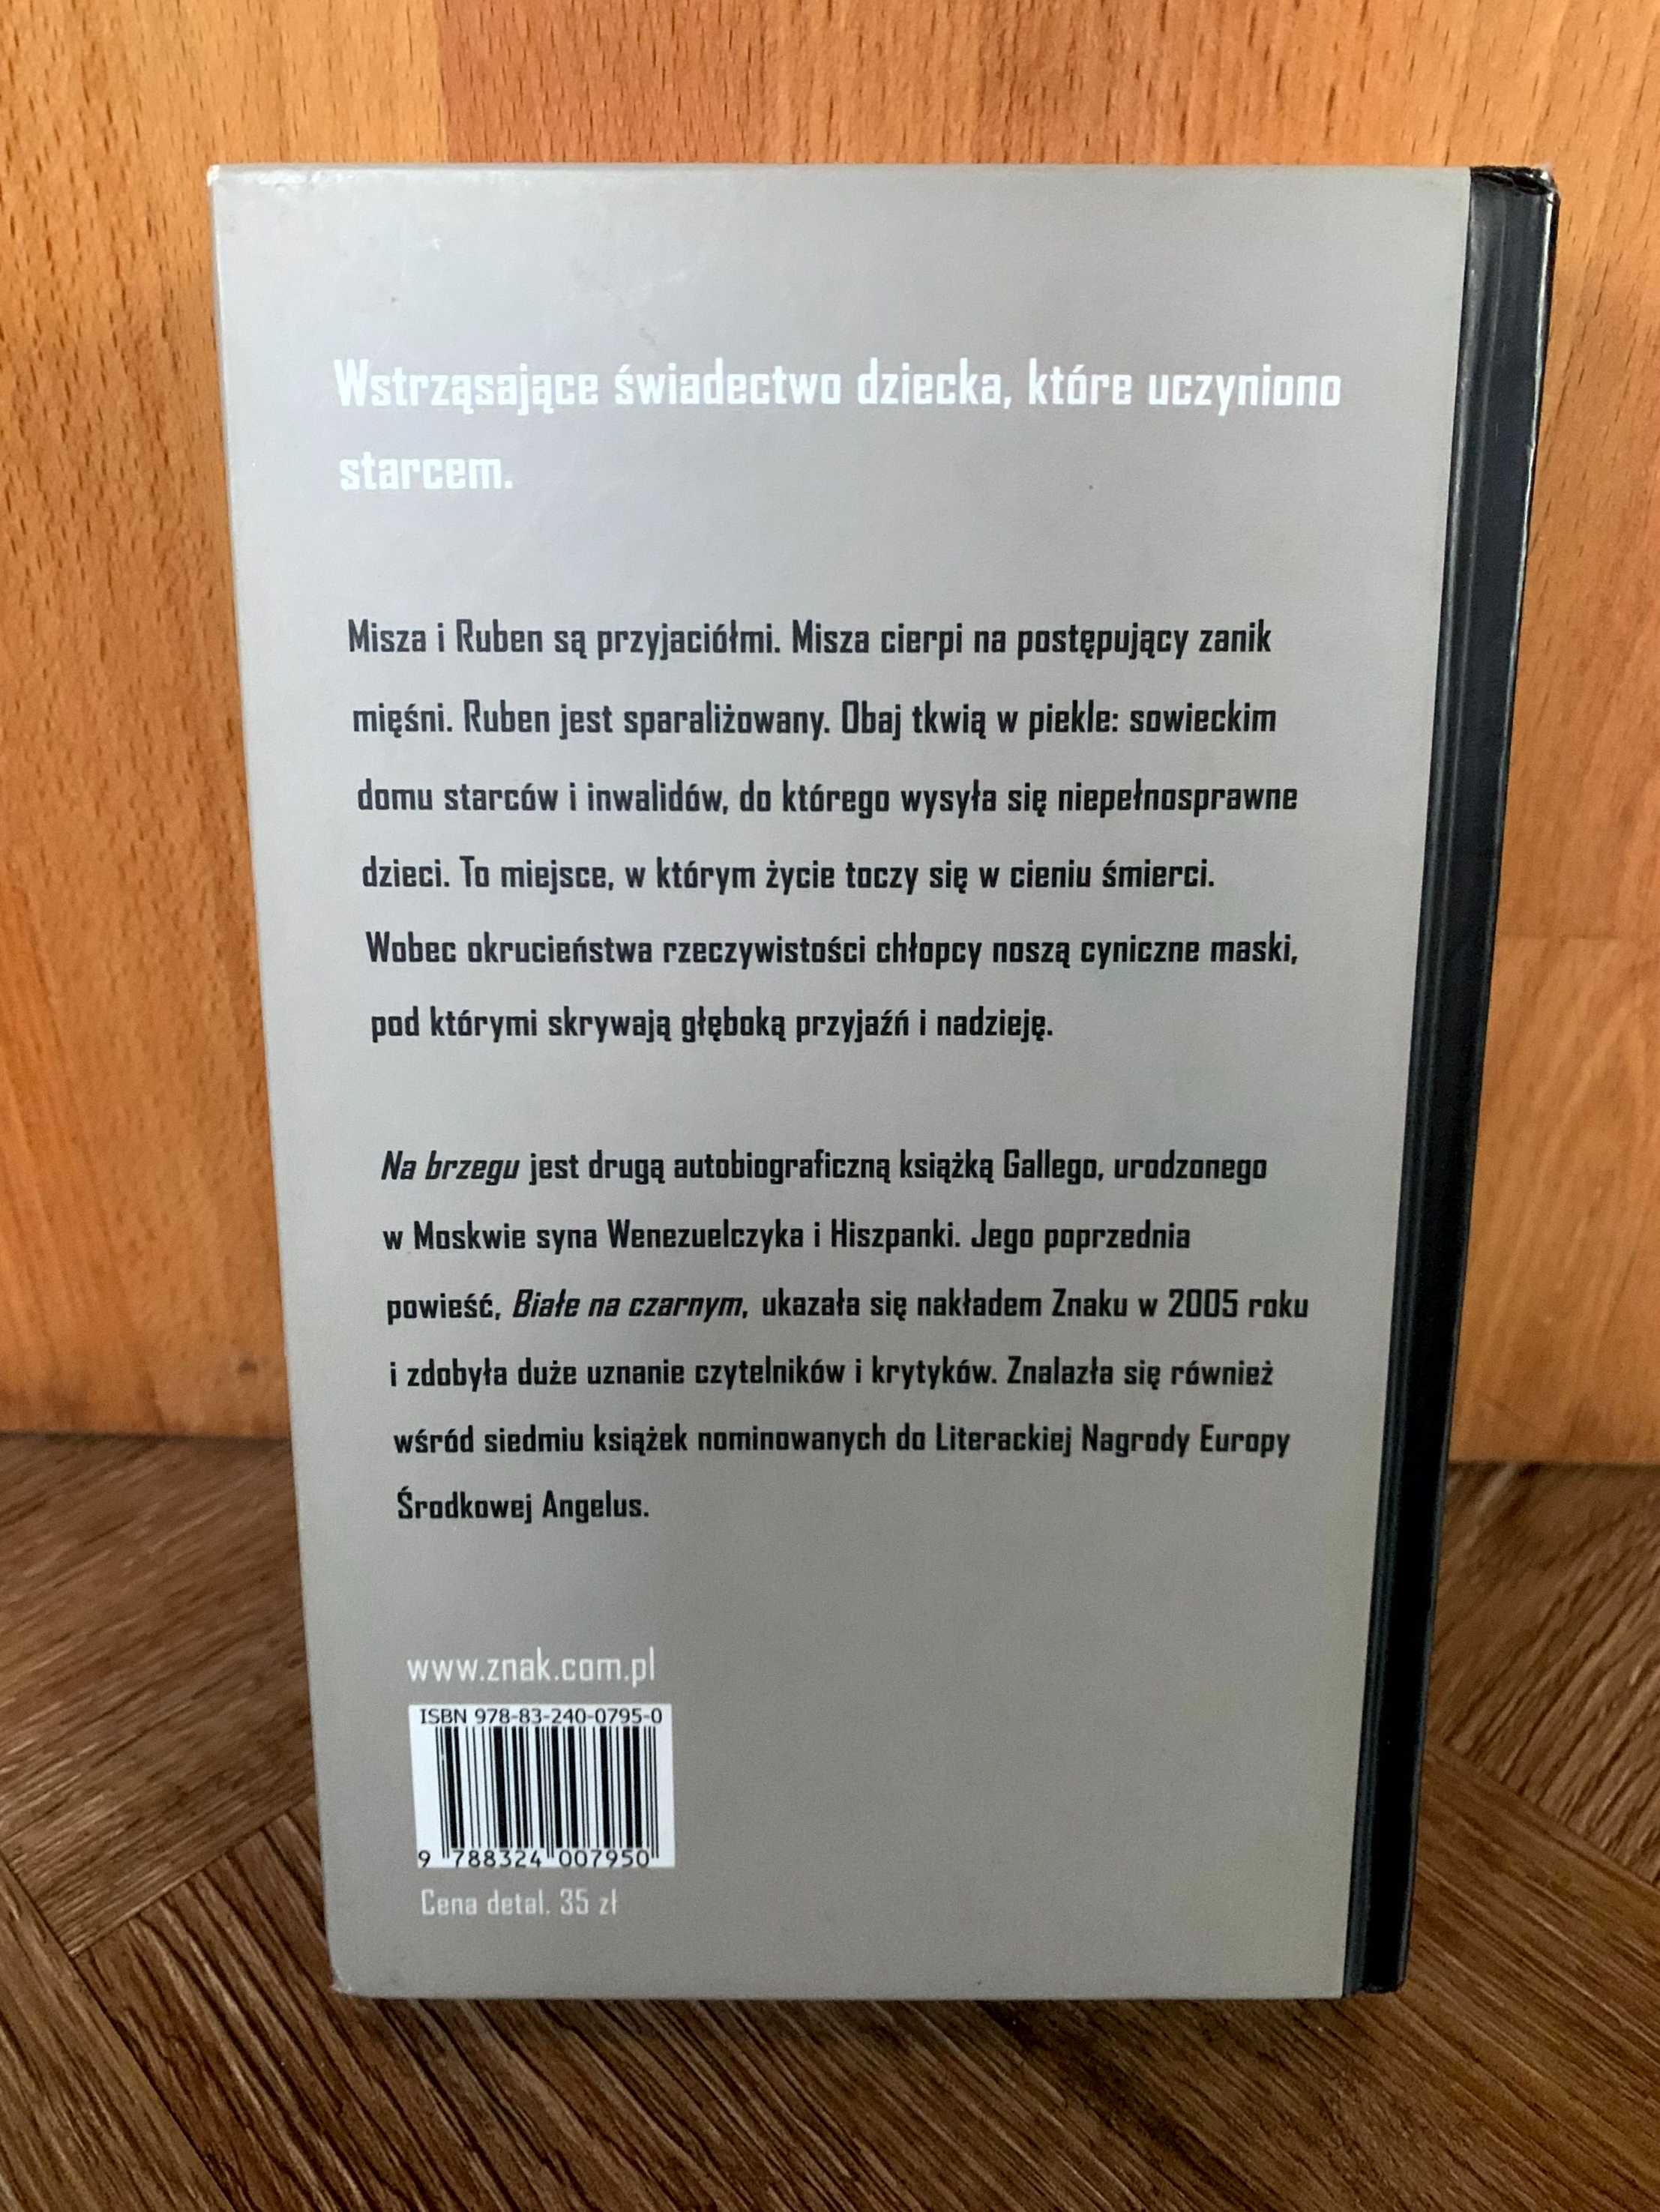 Wstrząsające świadectwo dziecka, które uczyniono
starcem.
Misza i Ruben są przyjaciółmi. Misza cierpi na postępujący zanik
mięśni. Ruben jest sparaliżowany. Obaj tkwią w piekle: sowieckim
domu starców i inwalidów, do którego wysyła się niepełnosprawne
dzieci. To miejsce, w którym życie toczy się w cieniu śmierci.
Wobec okrucieństwa rzeczywistości chłopcy noszą cyniczne maski,
pod którymi skrywają głęboką przyjaźń i nadzieję.
Na brzegu jest drugą autobiograficzną książką Gallego, urodzonego
w Moskwie syna Wenezuelczyka i Hiszpanki. Jego poprzednia
powieść, Białe na czarnym, ukazała się nakładem Znaku w 2005 roku
i zdobyła duże uznanie czytelników i krytyków. Znalazła się również
wśród siedmiu książek nominowanych do Literackiej Nagrody Europy
Środkowej Angelus.
www.znak.com.pl
ISBN 978-83-240-0795-0
9 788324 007950
Cena detal. 35 zł